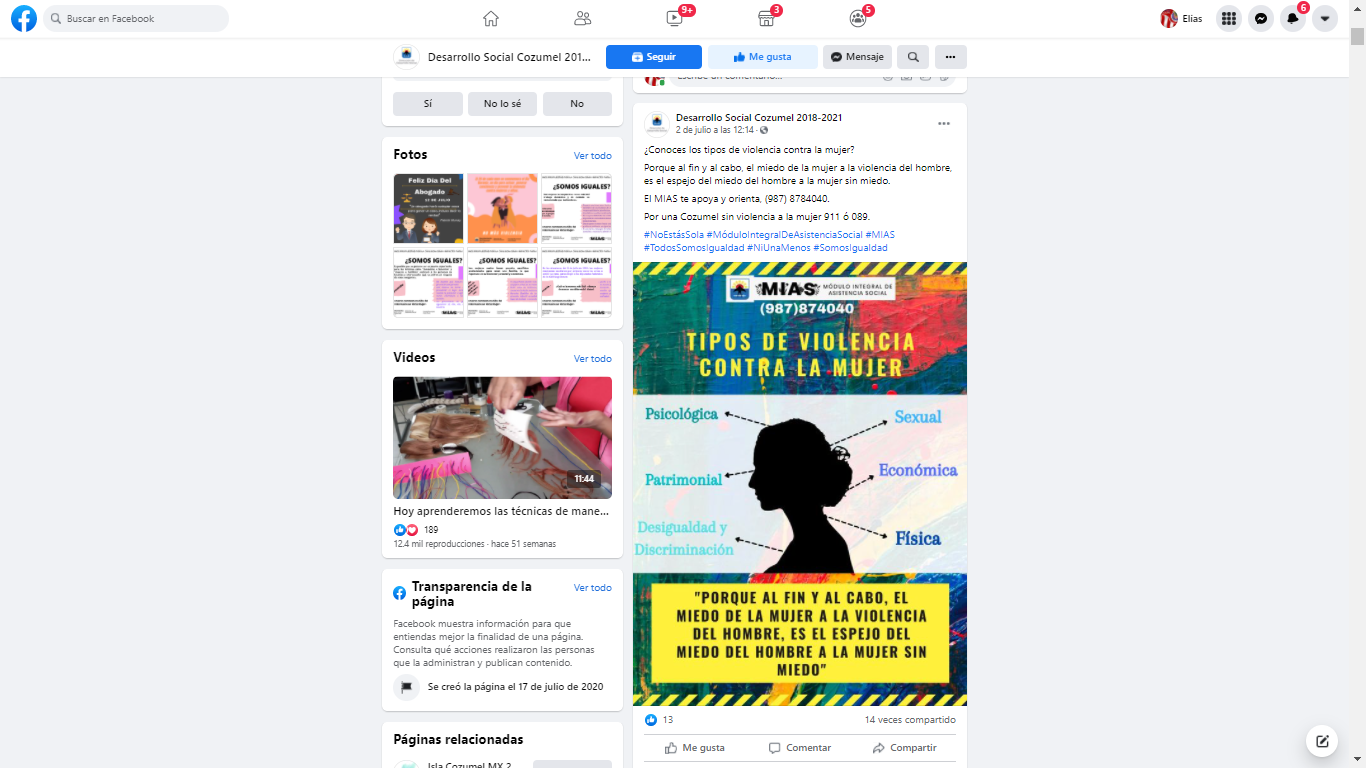 Buscar en Facebook
9+
3
5
Elías
6
Desarrollo Social Cozumel 201...
Seguir
Me gusta
Mensaje
Sí
No lo sé
No
Fotos
Ver todo
Feliz Día Del
Abogado
¿SOMOS IGUALES?
¿SOMOS IGUALES?
¿SOMOS IGUALES?
¿SOMOS IGUALES?
MIAS
MIAS
MIAS
Videos
Ver todo
11:44
Hoy aprenderemos las técnicas de mane...
189
12.4 mil reproducciones · hace 51 semanas
Transparencia de la
página
Ver todo
Facebook muestra información para que
entiendas mejor la finalidad de una página.
Consulta qué acciones realizaron las personas
que la administran y publican contenido.
Se creó la página el 17 de julio de 2020
Páginas relacionadas
Isla Cozumel MX 2
Escribe un comentario...
Desarrollo Social Cozumel 2018-2021
2 de julio a las 12:14 ·
¿Conoces los tipos de violencia contra la mujer?
Porque al fin y al cabo, el miedo de la mujer a la violencia del hombre,
es el espejo del miedo del hombre a la mujer sin miedo.
El MIAS te apoya y orienta, (987) 8784040.
Por una Cozumel sin violencia a la mujer 911 ó 089.
#NoEstásSola #MóduloIntegralDeAsistenciaSocial #MIAS
#TodosSomosIgualdad #NiUnaMenos #SomosIgualdad
MIAS
MÓDULO INTEGRAL DE
ASISTENCIA SOCIAL
(987)874040
TIPOS DE VIOLENCIA
CONTRA LA MUJER
Psicológica
Sexual
Patrimonial
Económica
Desigualdad y
Discriminación
Física
"PORQUE AL FIN Y AL CABO, EL
MIEDO DE LA MUJER A LA VIOLENCIA
DEL HOMBRE, ES EL ESPEJO DEL
MIEDO DEL HOMBRE A LA MUJER SIN
MIEDO"
13
14 veces compartido
Me gusta
Comentar
Compartir